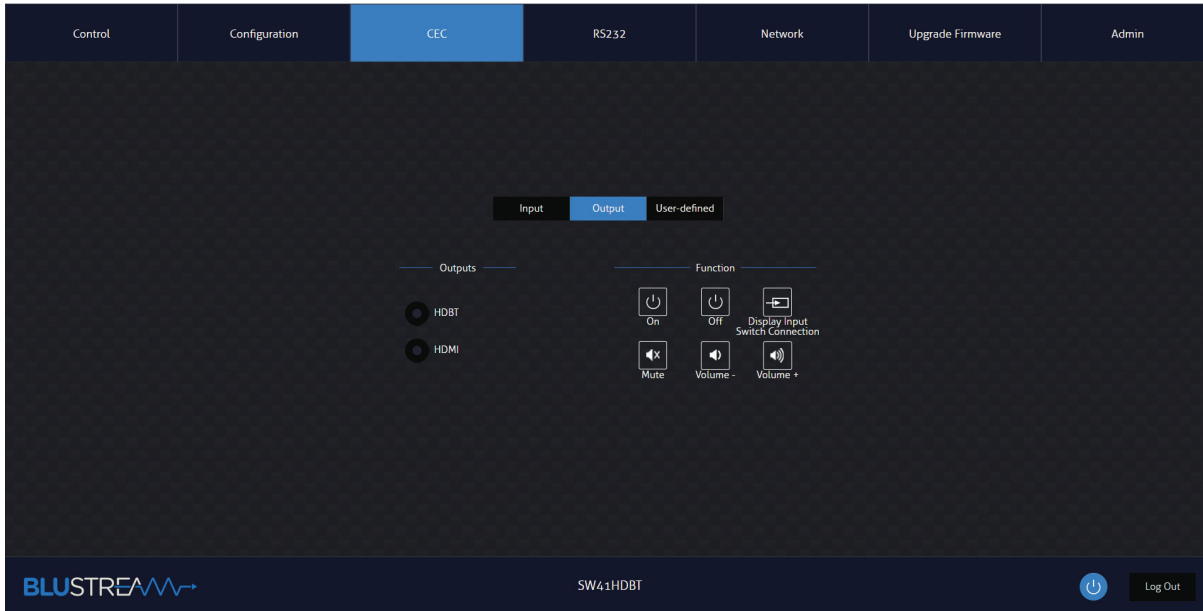 Control Configuration CEC RS232 Network Upgrade Firmware Admin
Input Output User-defined
Outputs
HDBT
HDMI
Function
On Off Display Input
Switch Connection
Mute Volume - Volume +
BLUSTREAM
SW41HDBT
Log Out